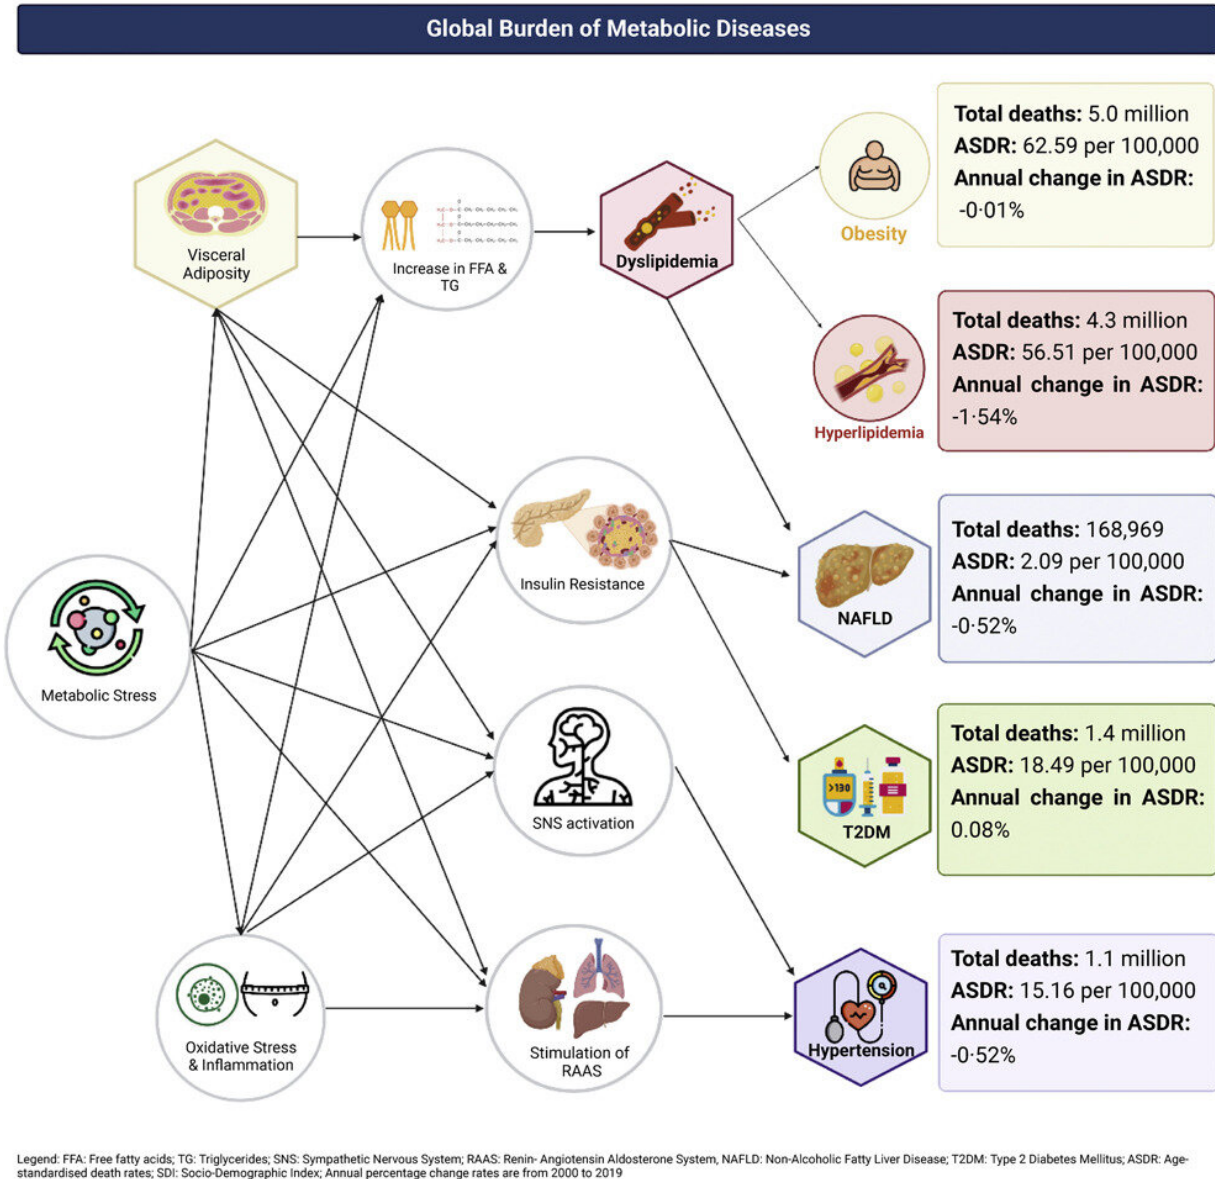 Global Burden of Metabolic Diseases
Visceral
Adiposity
Increase in FFA &
TG
Dyslipidemia
Obesity
Total deaths: 5.0 million
ASDR: 62.59 per 100,000
Annual change in ASDR:
-0·01%
Hyperlipidemia
Total deaths: 4.3 million
ASDR: 56.51 per 100,000
Annual change in ASDR:
-1·54%
Metabolic Stress
Insulin Resistance
NAFLD
Total deaths: 168,969
ASDR: 2.09 per 100,000
Annual change in ASDR:
-0·52%
SNS activation
>130
T2DM
Total deaths: 1.4 million
ASDR: 18.49 per 100,000
Annual change in ASDR:
0.08%
Oxidative Stress
& Inflammation
Stimulation of
RAAS
Hypertension
Total deaths: 1.1 million
ASDR: 15.16 per 100,000
Annual change in ASDR:
-0·52%
Legend: FFA: Free fatty acids; TG: Triglycerides; SNS: Sympathetic Nervous System; RAAS: Renin- Angiotensin Aldosterone System, NAFLD: Non-Alcoholic Fatty Liver Disease; T2DM: Type 2 Diabetes Mellitus; ASDR: Age-
standardised death rates; SDI: Socio-Demographic Index; Annual percentage change rates are from 2000 to 2019